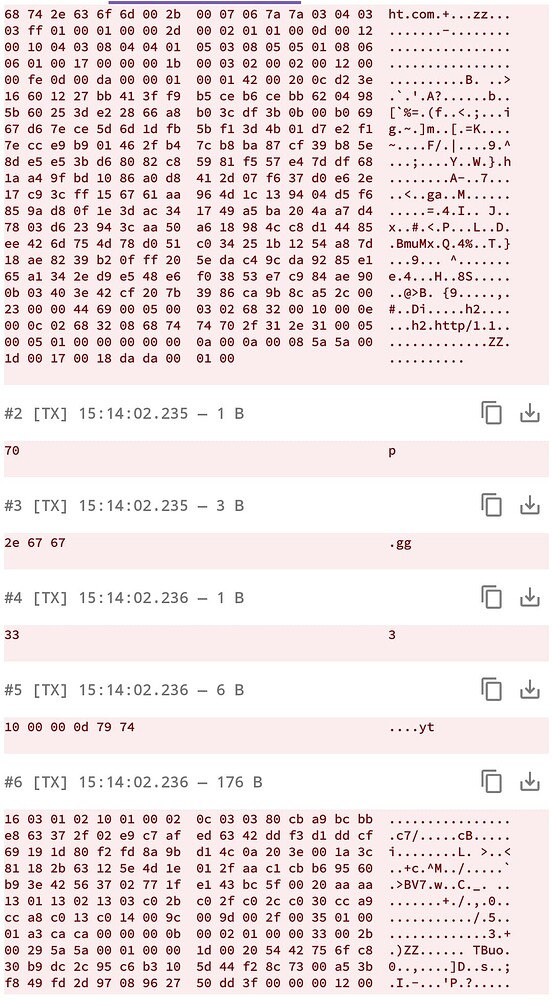 68 74 2e 63 6f 6d 00 2b 00 07 06 7a 7a 03 04 03 ht.com.+...zz...
03 ff 01 00 01 00 00 2d 00 02 01 01 00 0d 00 12 .......-........
00 10 04 03 08 04 04 01 05 03 08 05 05 01 08 06 ................
06 01 00 17 00 00 00 1b 00 03 02 00 02 00 12 00 ................
00 fe 0d 00 da 00 00 01 00 01 42 00 20 0c d2 3e ..........B. ..>
16 60 12 27 bb 41 3f f9 b5 ce b6 ce bb 62 04 98 .`.'.A?......b..
5b 60 25 3d e2 28 66 a8 b0 3c df 3b 0b 00 b0 69 [`%=.(f..<.;...i
67 d6 7e ce 5d 6d 1d fb 5b f1 3d 4b 01 d7 e2 f1 g.~.]m..[.=K....
7e cc e9 b9 01 46 2f b4 7c b8 ba 87 cf 39 b8 5e ~....F/.|....9.^
8d e5 e5 3b d6 80 82 c8 59 81 f5 57 e4 7d df 68 ...;....Y..W.}.h
1a a4 9f bd 10 86 a0 d8 41 2d 07 f6 37 d0 e6 2e ........A-..7...
17 c9 3c ff 15 67 61 aa 96 4d 1c 13 94 04 d5 f6 ..<..ga..M......
85 9a d8 0f 1e 3d ac 34 17 49 a5 ba 20 4a a7 d4 .....=.4.I.. J..
78 03 d6 23 94 3c aa 50 a6 18 98 4c c8 d1 44 85 x..#.<.P...L..D.
ee 42 6d 75 4d 78 d0 51 c0 34 25 1b 12 54 a8 7d .BmuMx.Q.4%..T.}
18 ae 82 39 b2 0f ff 20 5e da c4 9c da 92 85 e1 ...9... ^.......
65 a1 34 2e d9 e5 48 e6 f0 38 53 e7 c9 84 ae 90 e.4...H..8S.....
0b 03 40 3e 42 cf 20 7b 39 86 ca 9b 8c a5 2c 00 ..@>B. {9.....,.
23 00 00 44 69 00 05 00 03 02 68 32 00 10 00 0e #..Di.....h2....
00 0c 02 68 32 08 68 74 74 70 2f 31 2e 31 00 05 ...h2.http/1.1..
00 05 01 00 00 00 00 00 0a 00 0a 00 08 5a 5a 00 .............ZZ.
1d 00 17 00 18 da da 00 01 00 ..........
#2 [TX] 15:14:02.235 — 1 B
70 p
#3 [TX] 15:14:02.235 — 3 B
2e 67 67 .gg
#4 [TX] 15:14:02.236 — 1 B
33 3
#5 [TX] 15:14:02.236 — 6 B
10 00 00 0d 79 74 ....yt
#6 [TX] 15:14:02.236 — 176 B
16 03 01 02 10 01 00 02 0c 03 03 80 cb a9 bc bb ................
e8 63 37 2f 02 e9 c7 af ed 63 42 dd f3 d1 dd cf .c7/.....cB.....
69 19 1d 80 f2 fd 8a 9b d1 4c 0a 20 3e 00 1a 3c i........L. >..<
81 18 2b 63 12 5e 4d 1e 01 2f aa c1 cb b6 95 60 ..+c.^M../.....`
b9 3e 42 56 37 02 77 1f e1 43 bc 5f 00 20 aa aa .>BV7.w..C._. ..
13 01 13 02 13 03 c0 2b c0 2f c0 2c c0 30 cc a9 .......+./.,.0..
cc a8 c0 13 c0 14 00 9c 00 9d 00 2f 00 35 01 00 .........../.5..
01 a3 ca ca 00 00 00 0b 00 02 01 00 00 33 00 2b .............3.+
00 29 5a 5a 00 01 00 00 1d 00 20 54 42 75 6f c8 .)ZZ...... TBuo.
30 b9 dc 2c 95 c6 b3 10 5d 44 f2 8c 73 00 a5 3b 0..,....]D..s..;
f8 49 fd 2d 97 08 96 27 50 dd 3f 00 00 00 12 00 .I.-...'P.?.....